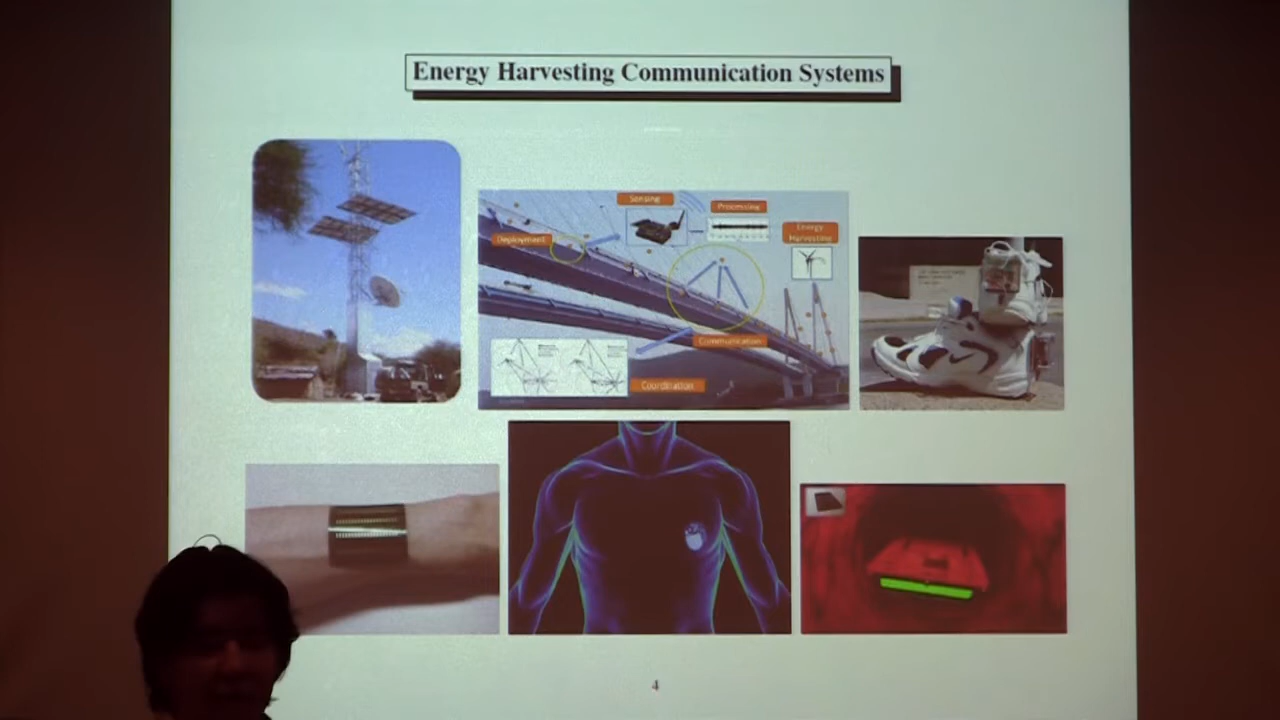 Energy Harvesting Communication Systems
Sensing
Processing
Energy
Harvesting
Deployment
Communication
Coordination
4